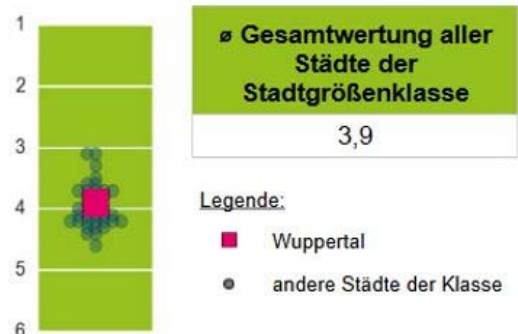 1
2
3
4
5
6
ø Gesamtwertung aller
Städte der
Stadtgrößenklasse
3,9
Legende:
Wuppertal
andere Städte der Klasse